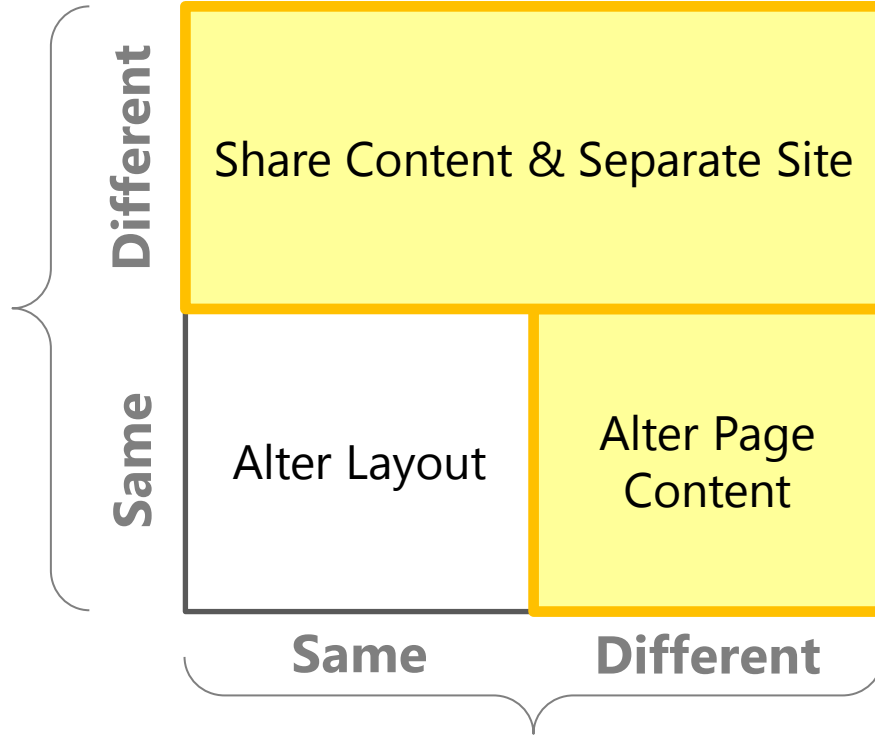 Different
Share Content & Separate Site
Same
Alter Layout
Alter Page
Content
Same
Different